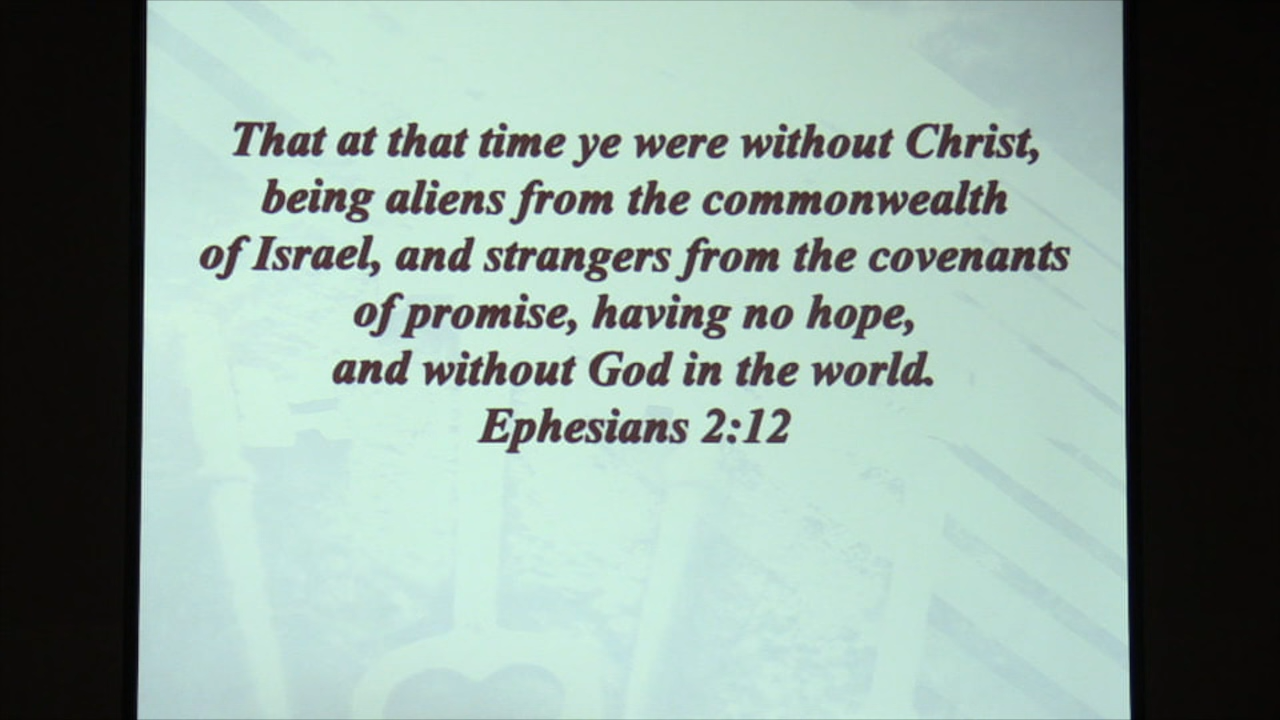 That at that time ye were without Christ,
being aliens from the commonwealth
of Israel, and strangers from the covenants
of promise, having no hope,
and without God in the world.
Ephesians 2:12